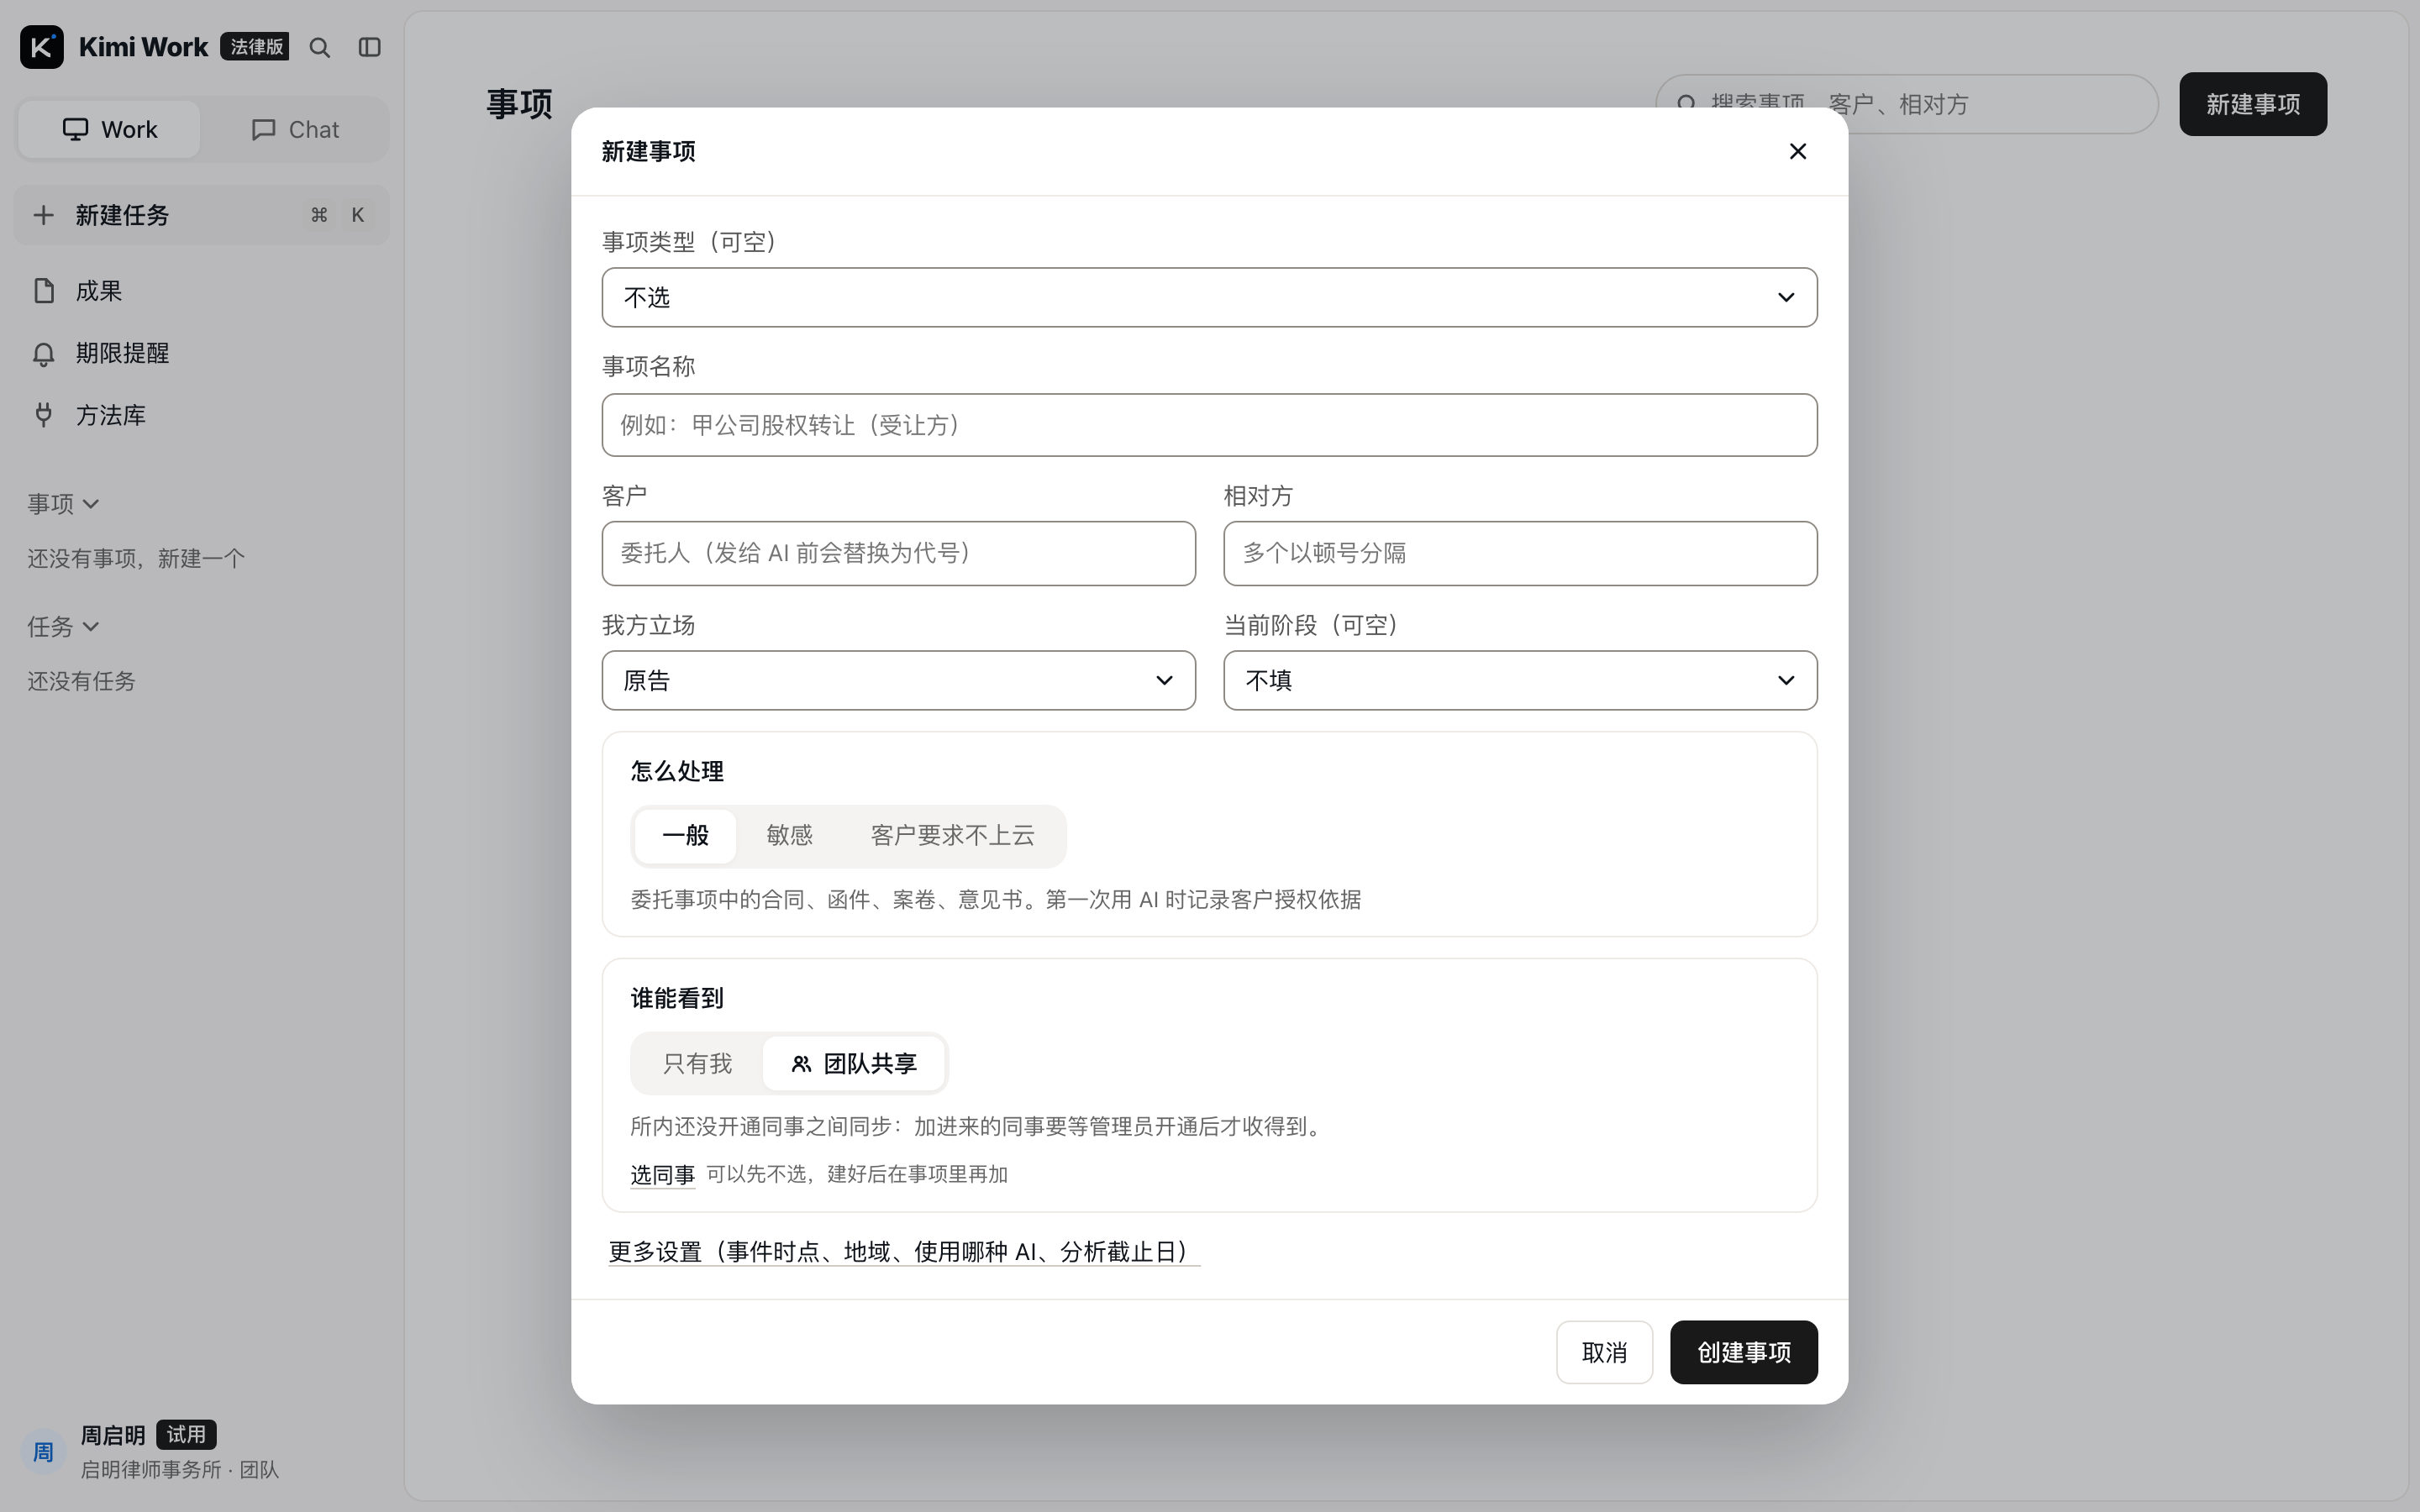 Kimi Work 法律版
Work
Chat
新建任务 ⌘ K
成果
期限提醒
方法库
事项
还没有事项，新建一个
任务
还没有任务
周 周启明 试用
启明律师事务所 · 团队
事项
搜索事项、客户、相对方
新建事项
新建事项
事项类型（可空）
不选
事项名称
例如：甲公司股权转让（受让方）
客户
委托人（发给 AI 前会替换为代号）
相对方
多个以顿号分隔
我方立场
原告
当前阶段（可空）
不填
怎么处理
一般 敏感 客户要求不上云
委托事项中的合同、函件、案卷、意见书。第一次用 AI 时记录客户授权依据
谁能看到
只有我 团队共享
所内还没开通同事之间同步：加进来的同事要等管理员开通后才收得到。
选同事 可以先不选，建好后在事项里再加
更多设置（事件时点、地域、使用哪种 AI、分析截止日）
取消 创建事项